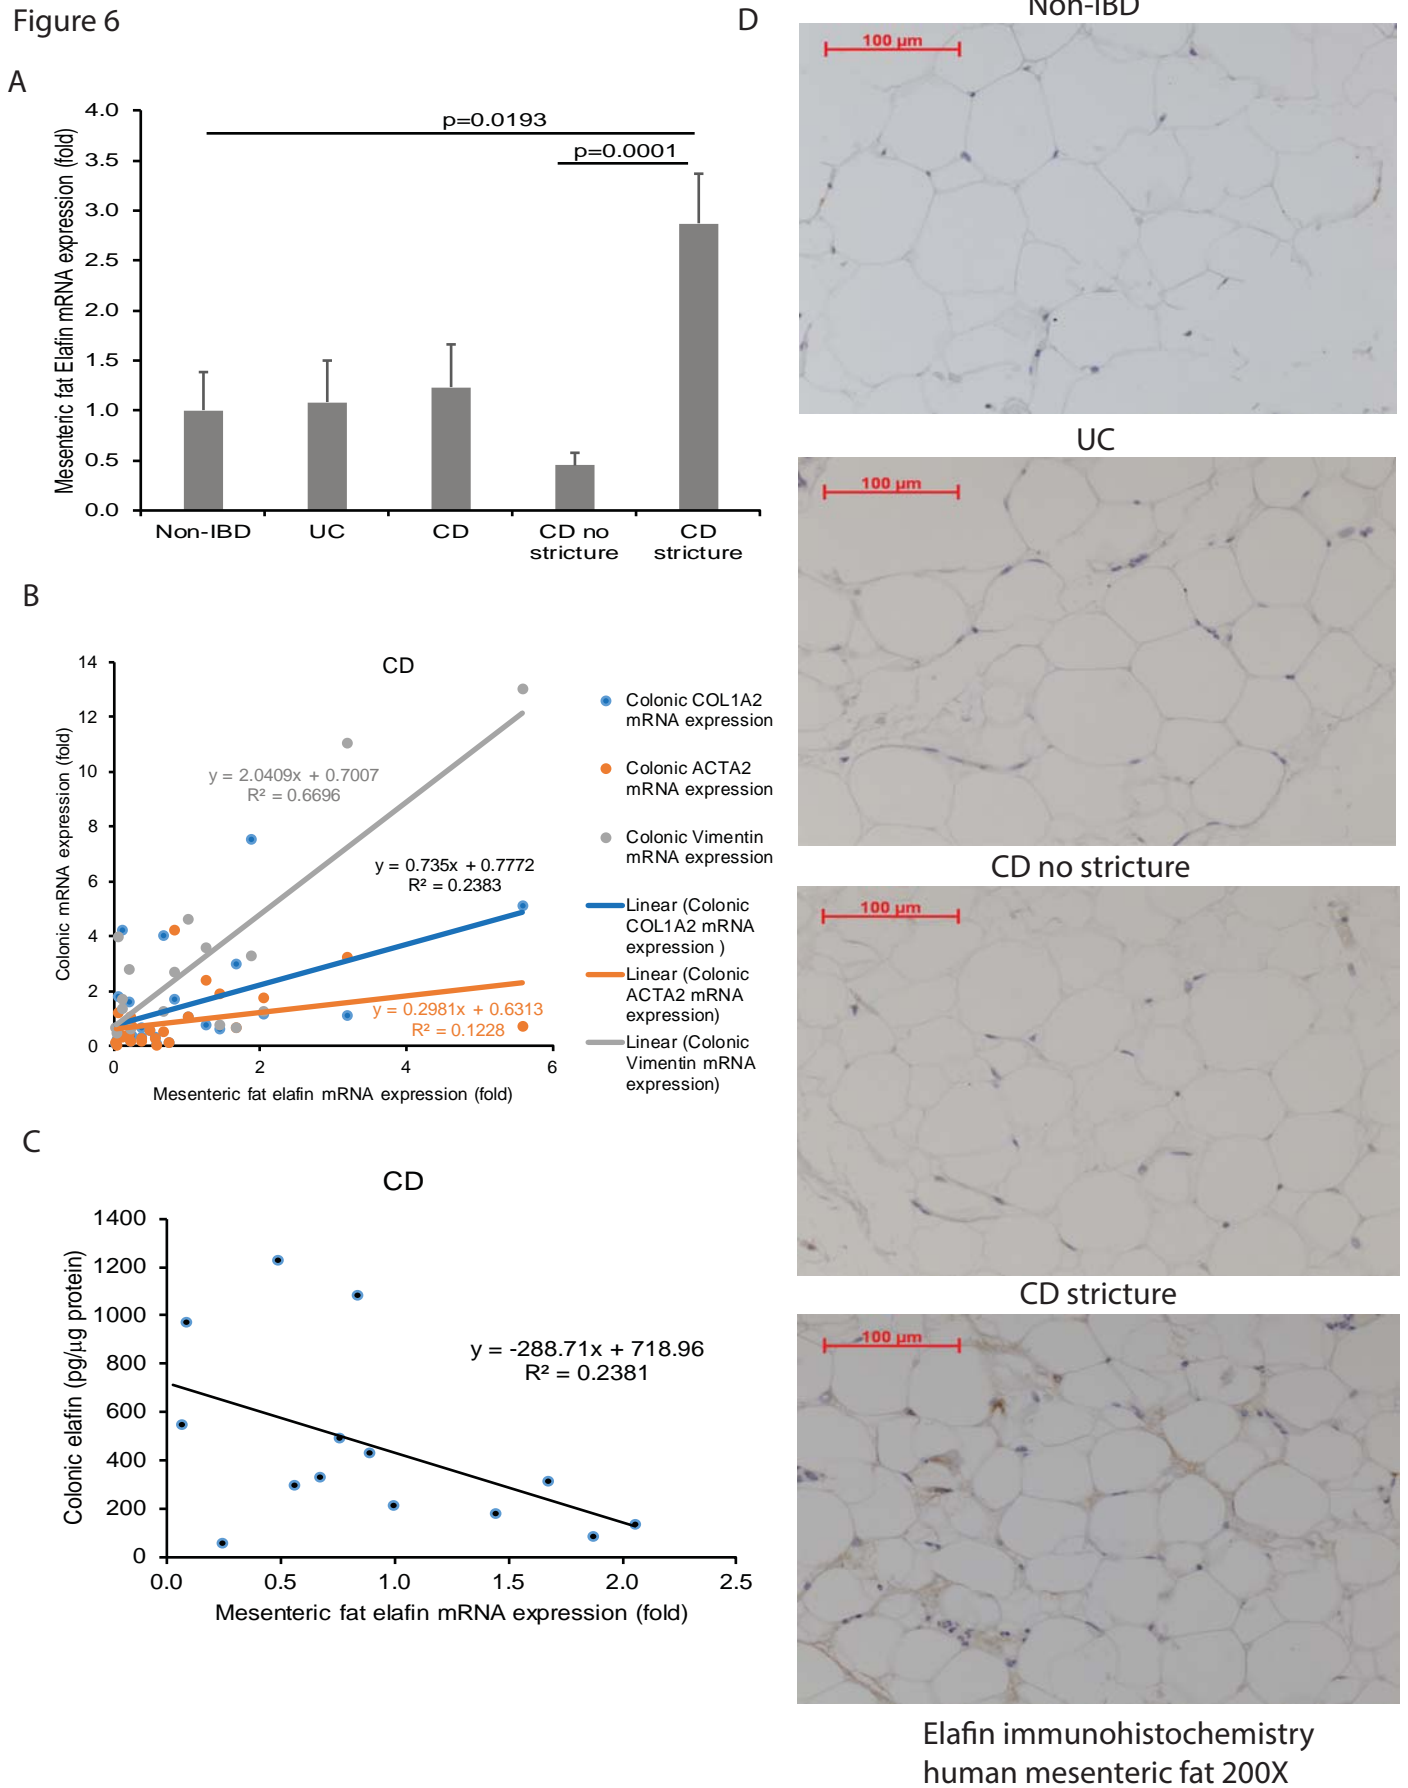 Figure 6
A
Mesenteric fat Elafin mRNA expression (fold)
4.0
3.5
3.0
2.5
2.0
1.5
1.0
0.5
0.0
p=0.0193
p=0.0001
Non-IBD
UC
CD
CD no
stricture
CD
stricture
B
CD
Colonic mRNA expression (fold)
14
12
10
8
6
4
2
0
y = 2.0409x + 0.7007
R² = 0.6696
y = 0.735x + 0.7772
R² = 0.2383
y = 0.2981x + 0.6313
R² = 0.1228
0
2
4
6
Mesenteric fat elafin mRNA expression (fold)
Colonic COL1A2
mRNA expression
Colonic ACTA2
mRNA expression
Colonic Vimentin
mRNA expression
Linear (Colonic
COL1A2 mRNA
expression )
Linear (Colonic
ACTA2 mRNA
expression)
Linear (Colonic
Vimentin mRNA
expression)
C
CD
Colonic elafin (pg/µg protein)
1400
1200
1000
800
600
400
200
0
y = -288.71x + 718.96
R² = 0.2381
0.0
0.5
1.0
1.5
2.0
2.5
Mesenteric fat elafin mRNA expression (fold)
D
Non-IBD
100 µm
UC
100 µm
CD no stricture
100 µm
CD stricture
100 µm
Elafin immunohistochemistry
human mesenteric fat 200X